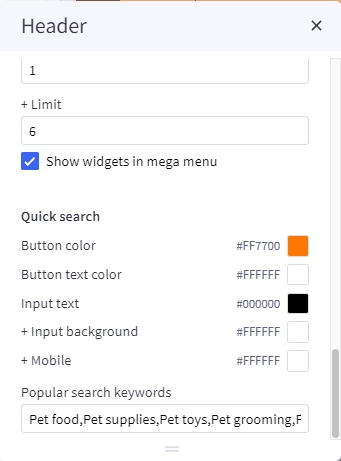 Header
1
+ Limit
6
Show widgets in mega menu
Quick search
Button color #FF7700
Button text color #FFFFFF
Input text #000000
+ Input background #FFFFFF
+ Mobile #FFFFFF
Popular search keywords
Pet food,Pet supplies,Pet toys,Pet grooming,